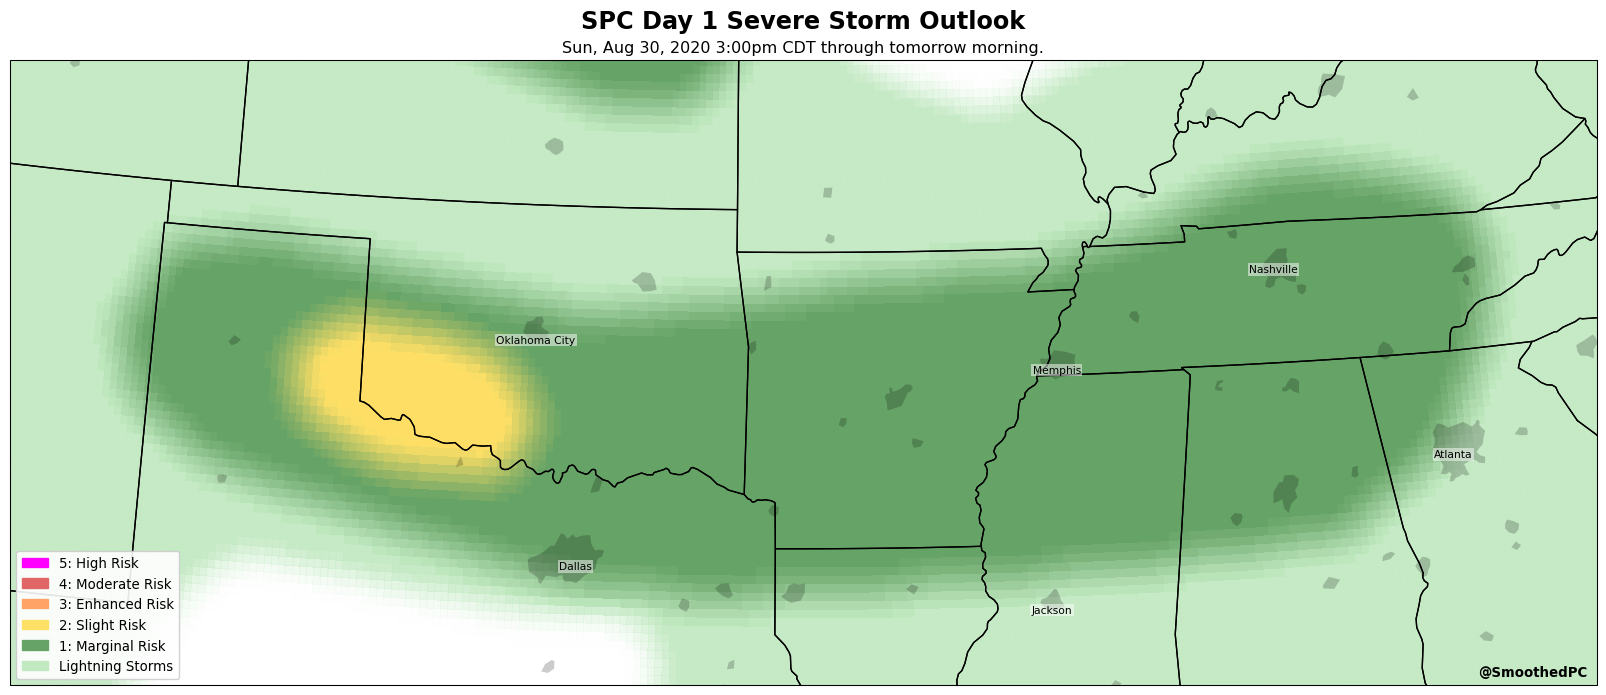 SPC Day 1 Severe Storm Outlook
Sun, Aug 30, 2020 3:00pm CDT through tomorrow morning.
Nashville
Oklahoma City
Memphis
Atlanta
Dallas
Jackson
5: High Risk
4: Moderate Risk
3: Enhanced Risk
2: Slight Risk
1: Marginal Risk
Lightning Storms
@SmoothedPC